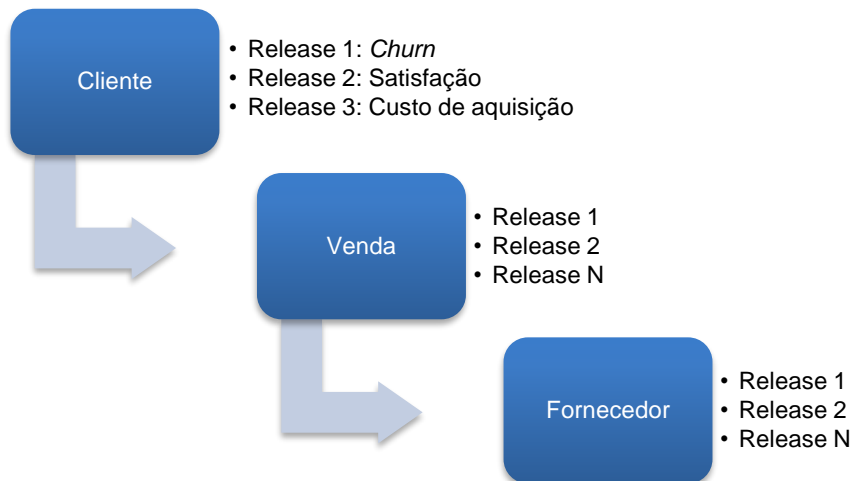 Cliente
• Release 1: Churn
• Release 2: Satisfação
• Release 3: Custo de aquisição
Venda
• Release 1
• Release 2
• Release N
Fornecedor
• Release 1
• Release 2
• Release N